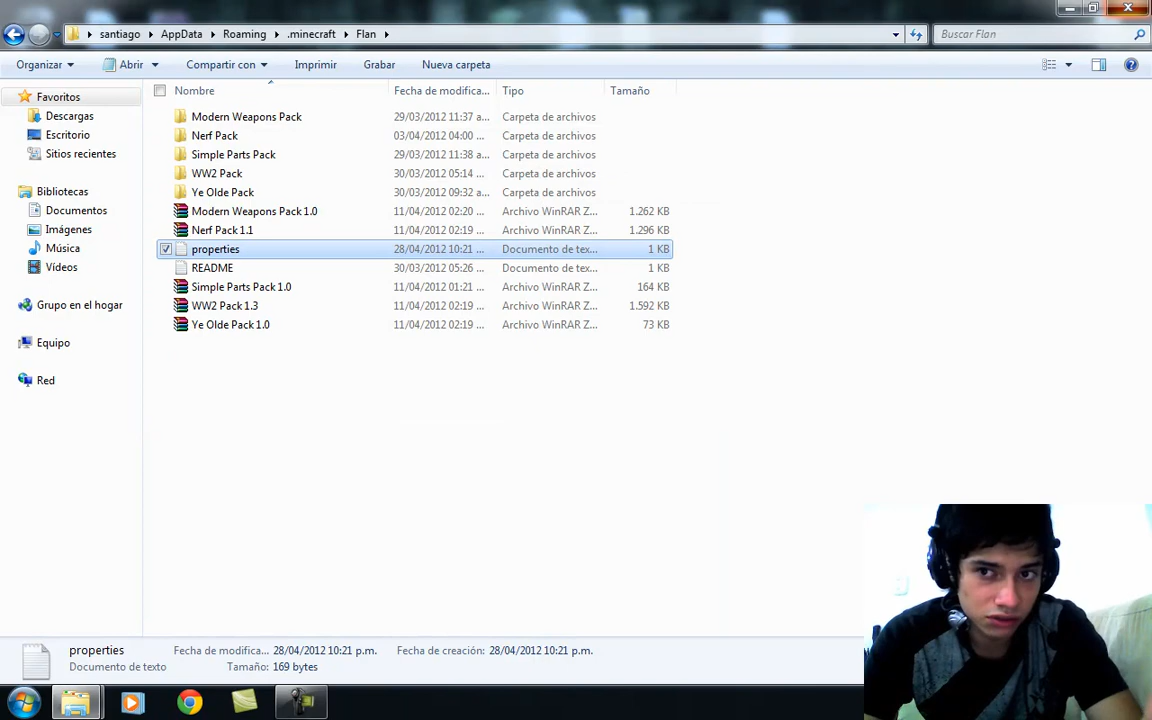 santiago AppData Roaming .minecraft Flan Buscar Flan
Organizar Abrir Compartir con Imprimir Grabar Nueva carpeta
Nombre Fecha de modifica... Tipo Tamaño
Favoritos
Descargas
Escritorio
Sitios recientes
Bibliotecas
Documentos
Imágenes
Música
Vídeos
Grupo en el hogar
Equipo
Red
Modern Weapons Pack 29/03/2012 11:37 a... Carpeta de archivos
Nerf Pack 03/04/2012 04:00 ... Carpeta de archivos
Simple Parts Pack 29/03/2012 11:38 a... Carpeta de archivos
WW2 Pack 30/03/2012 05:14 ... Carpeta de archivos
Ye Olde Pack 30/03/2012 09:32 a... Carpeta de archivos
Modern Weapons Pack 1.0 11/04/2012 02:20 ... Archivo WinRAR Z... 1.262 KB
Nerf Pack 1.1 11/04/2012 02:19 ... Archivo WinRAR Z... 1.296 KB
properties 28/04/2012 10:21 ... Documento de tex... 1 KB
README 30/03/2012 05:26 ... Documento de tex... 1 KB
Simple Parts Pack 1.0 11/04/2012 01:21 ... Archivo WinRAR Z... 164 KB
WW2 Pack 1.3 11/04/2012 02:19 ... Archivo WinRAR Z... 1.592 KB
Ye Olde Pack 1.0 11/04/2012 02:19 ... Archivo WinRAR Z... 73 KB
properties Fecha de modifica... 28/04/2012 10:21 p.m. Fecha de creación: 28/04/2012 10:21 p.m.
Documento de texto Tamaño: 169 bytes